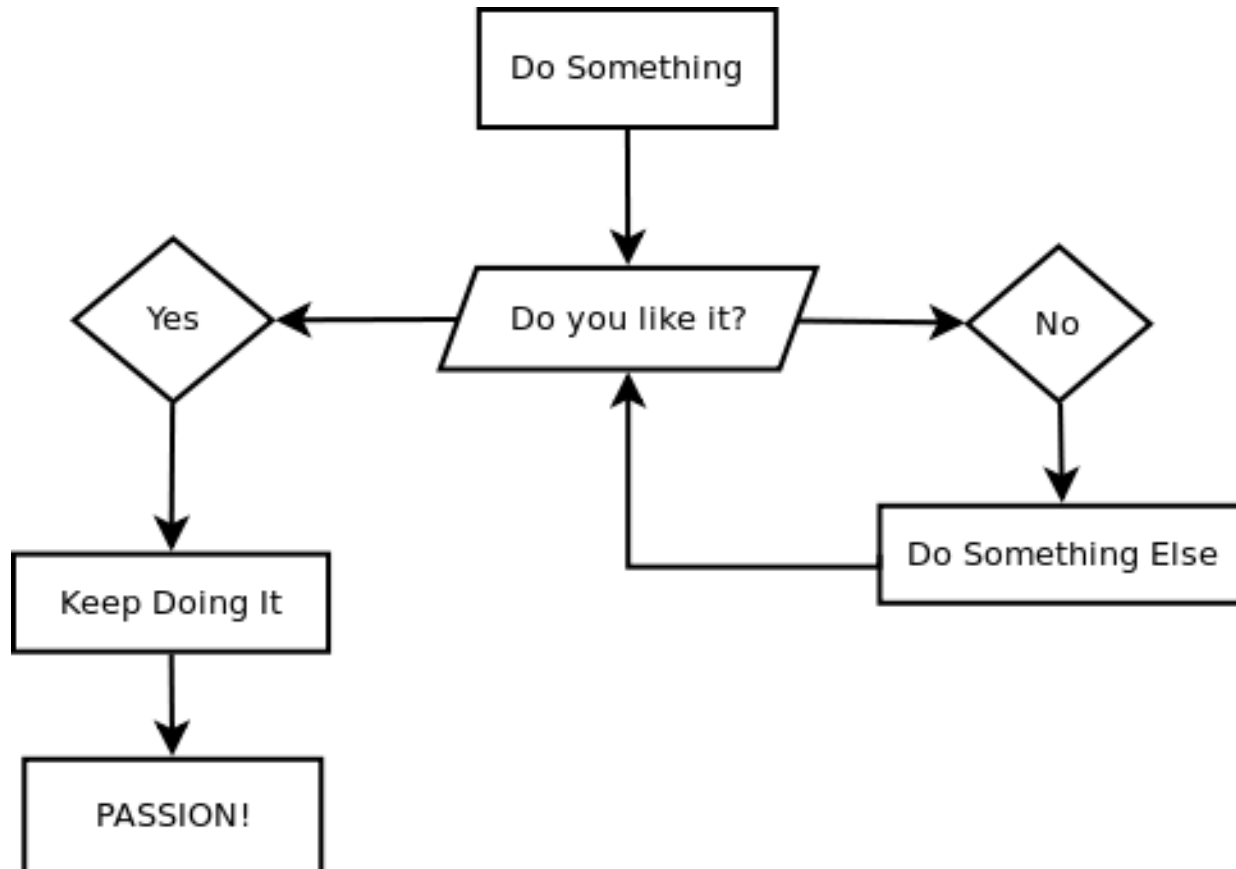 Do Something
Yes
Do you like it?
No
Do Something Else
Keep Doing It
PASSION!